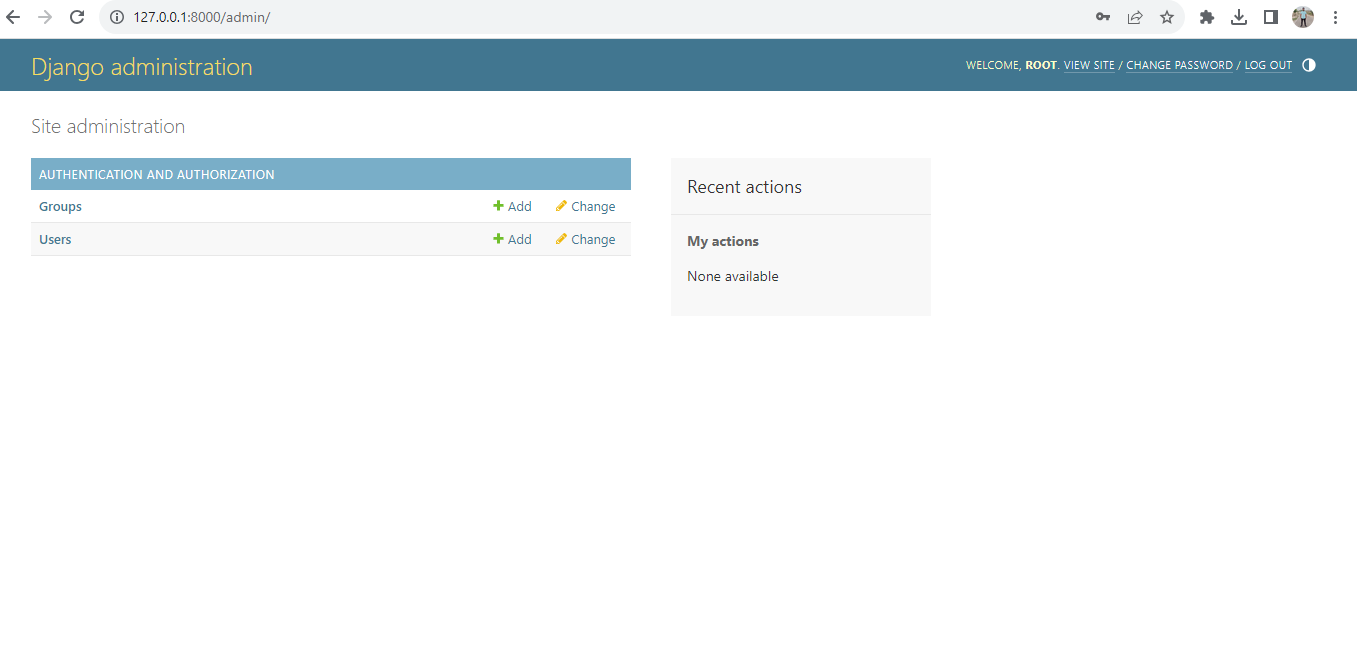 127.0.0.1:8000/admin/
Django administration
WELCOME, ROOT. VIEW SITE / CHANGE PASSWORD / LOG OUT
Site administration
AUTHENTICATION AND AUTHORIZATION
Groups Add Change
Users Add Change
Recent actions
My actions
None available